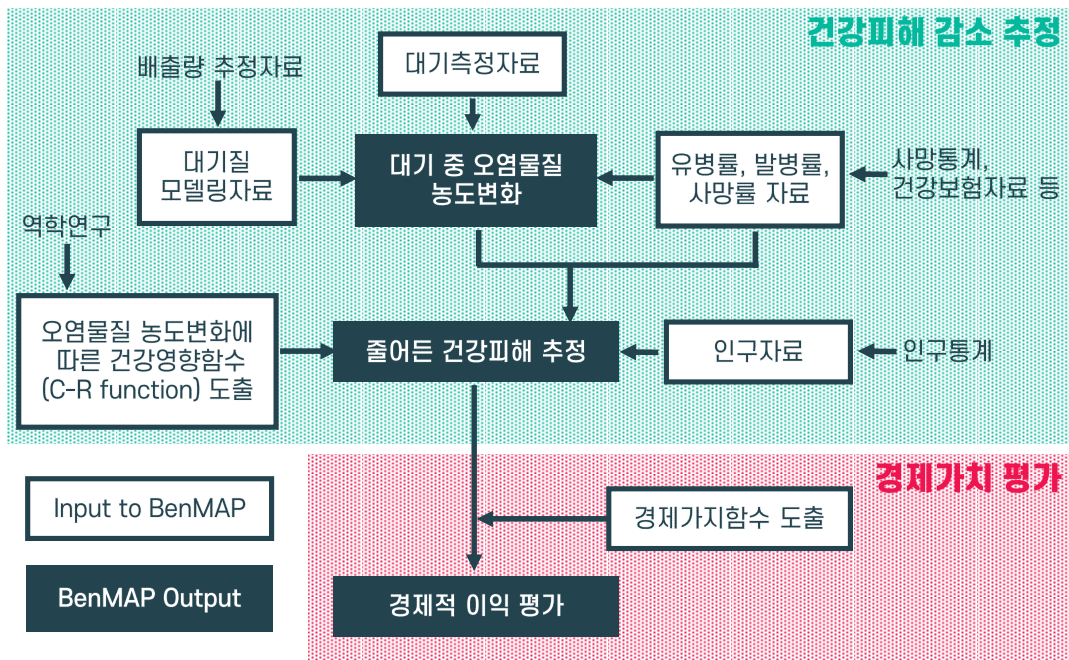 건강피해 감소 추정
배출량 추정자료
대기측정자료
대기질
모델링자료
대기 중 오염물질
농도변화
유병률, 발병률,
사망률 자료
사망통계,
건강보험자료 등
역학연구
오염물질 농도변화에
따른 건강영향함수
(C-R function) 도출
줄어든 건강피해 추정
인구자료
인구통계
경제가치 평가
Input to BenMAP
경제가지함수 도출
BenMAP Output
경제적 이익 평가